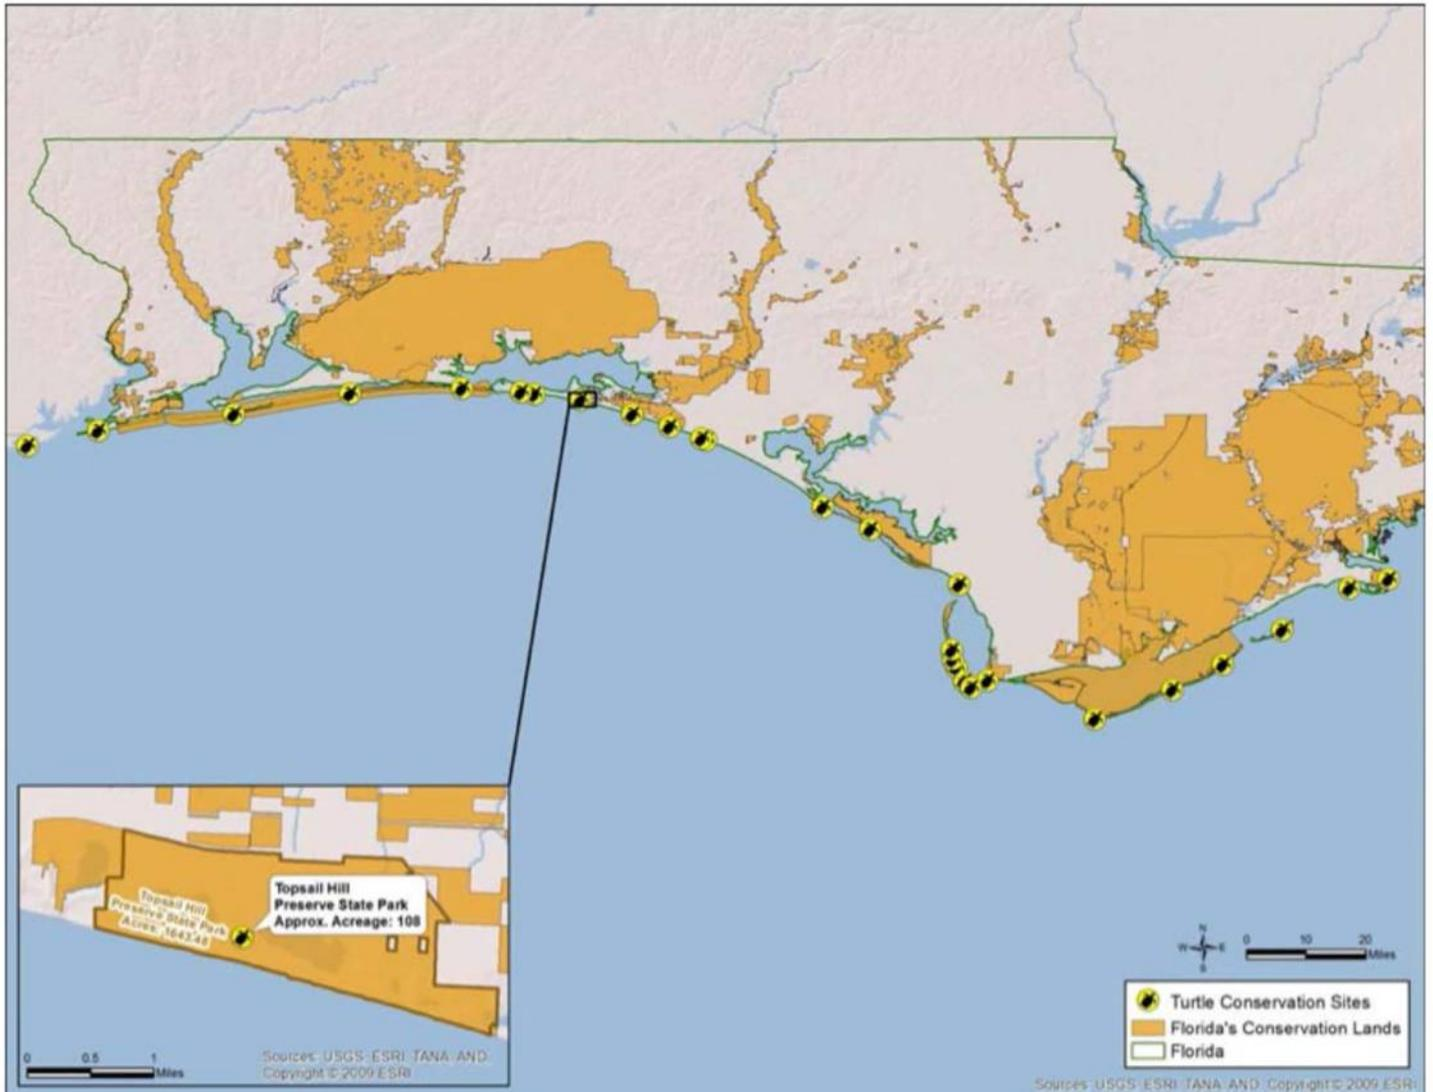 Topsail Hill
Preserve State Park
Approx. Acreage: 108
Topsail Hill
Preserve State Park
Acres: 1643.48
0 0.5 1
Miles
Sources: USGS, ESRI, TANA, AND
Copyright © 2009 ESRI
N
W E
S
0 10 20
Miles
Turtle Conservation Sites
Florida's Conservation Lands
Florida
Sources: USGS, ESRI, TANA, AND, Copyright © 2009 ESRI